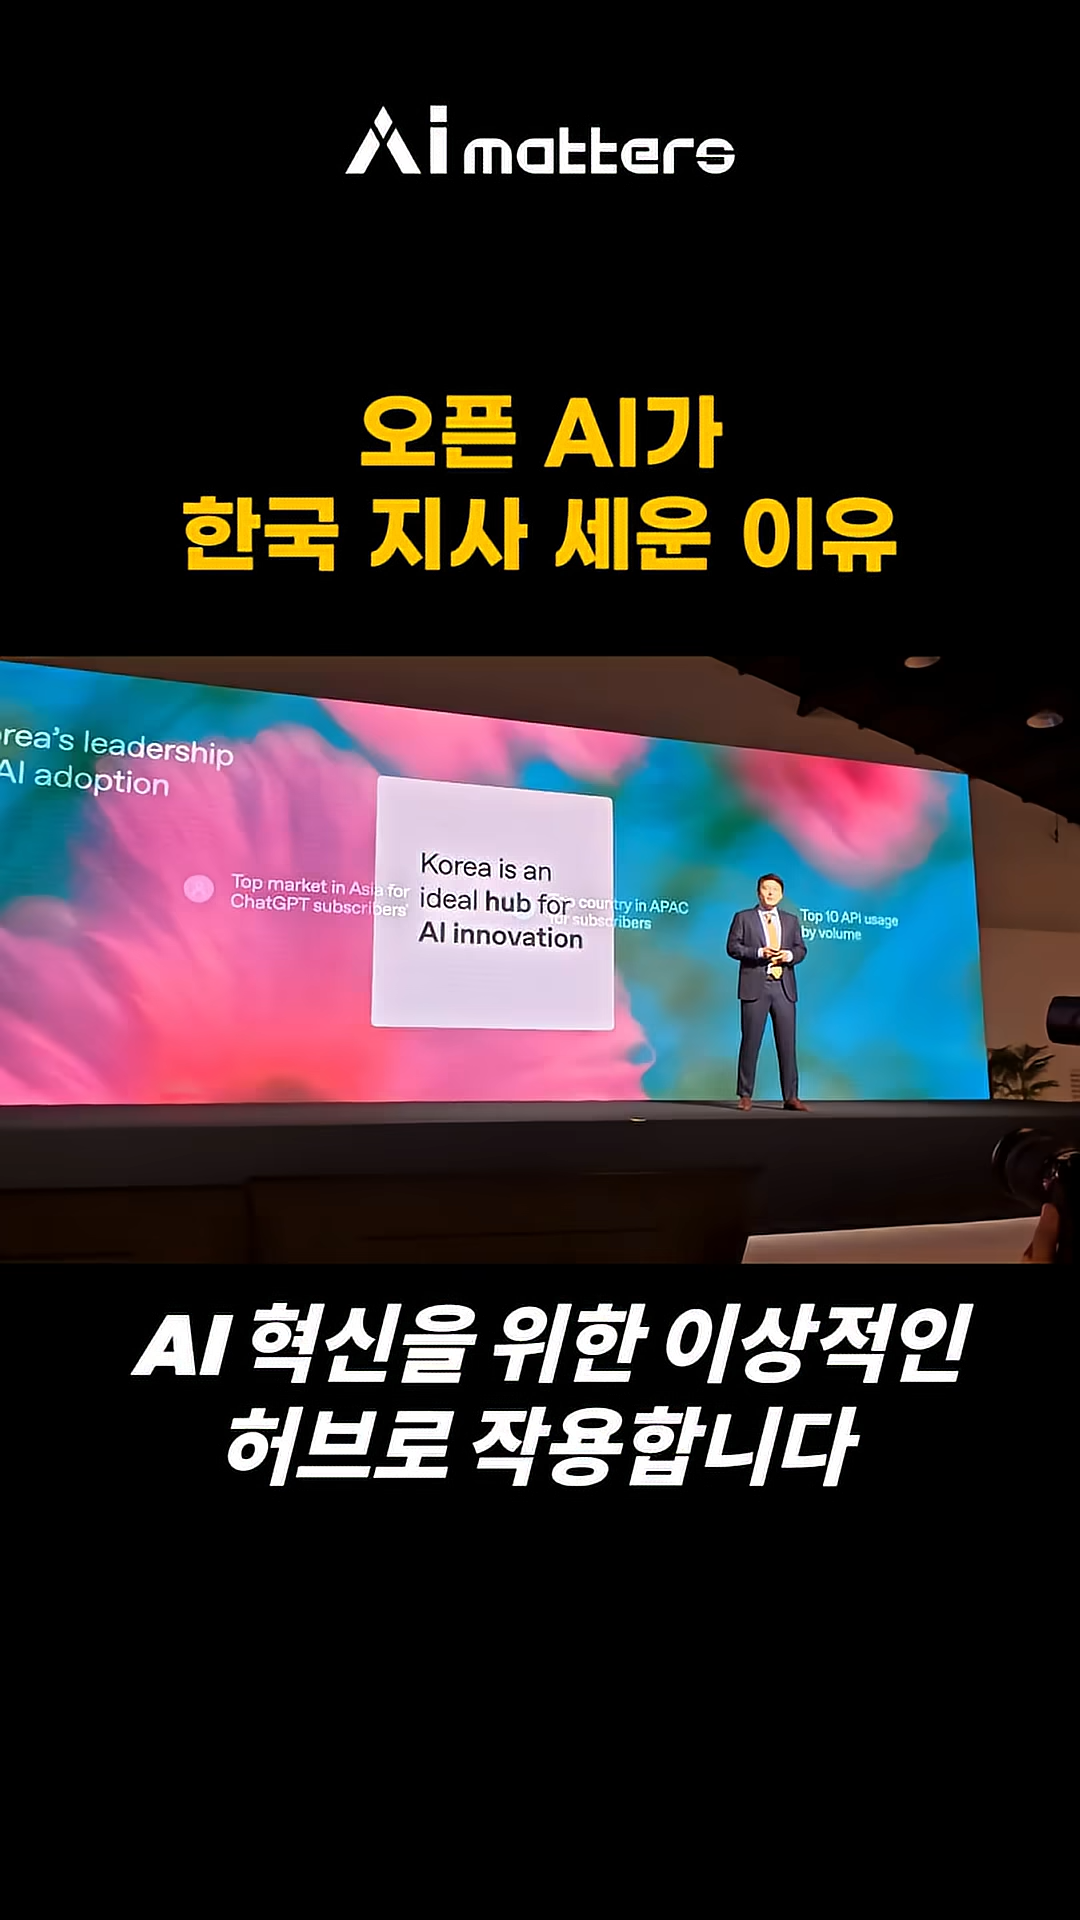 Ai matters
오픈 AI가
한국 지사 세운 이유
rea's leadership
AI adoption
Top market in Asia for
ChatGPT subscribers
Korea is an
ideal hub for
AI innovation
country in APAC
for subscribers
Top 10 API usage
by volume
AI 혁신을 위한 이상적인
허브로 작용합니다